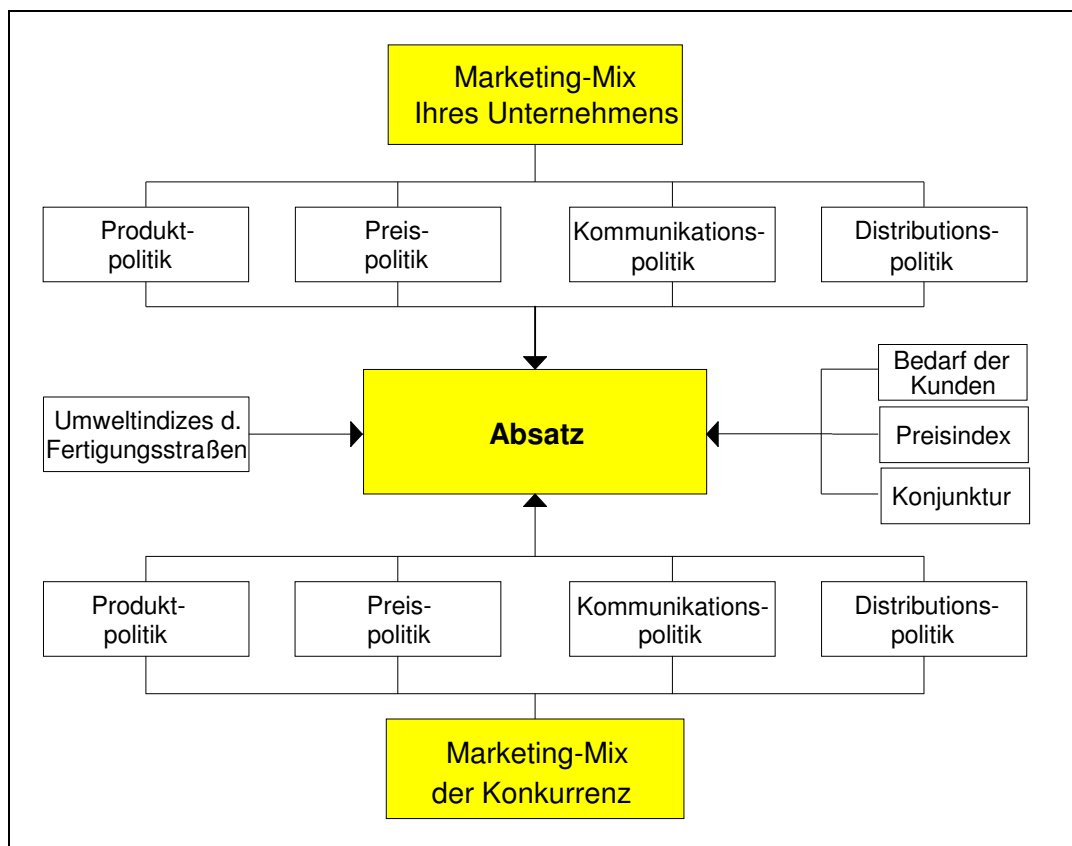 Marketing-Mix
Ihres Unternehmens
Produkt-
politik
Preis-
politik
Kommunikations-
politik
Distributions-
politik
Umweltindizes d.
Fertigungsstraßen
Absatz
Bedarf der
Kunden
Preisindex
Konjunktur
Produkt-
politik
Preis-
politik
Kommunikations-
politik
Distributions-
politik
Marketing-Mix
der Konkurrenz